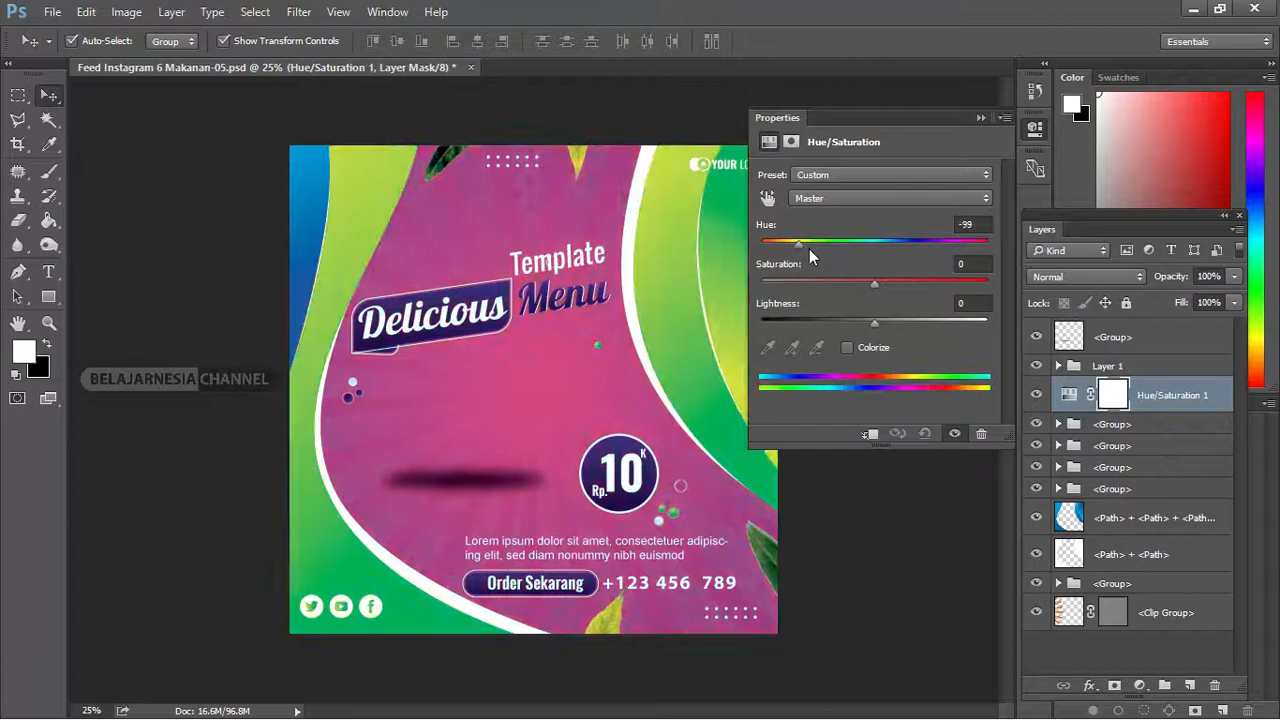 Ps File Edit Image Layer Type Select Filter View Window Help
Auto-Select: Group Show Transform Controls Essentials
Feed Instagram 6 Makanan-05.psd @ 25% (Hue/Saturation 1, Layer Mask/8) *
Color Swatches
Properties
Hue/Saturation
Preset: Custom
Master
Hue: -99
Saturation: 0
Lightness: 0
Colorize
YOUR LO
Template
Delicious Menu
BELAJARNESIA CHANNEL
Rp. 10 K
Lorem ipsum dolor sit amet, consectetuer adipisc-
ing elit, sed diam nonummy nibh euismod
Order Sekarang +123 456 789
Layers
Kind
Normal Opacity: 100%
Lock: Fill: 100%
<Group>
Layer 1
Hue/Saturation 1
<Group>
<Group>
<Group>
<Group>
<Path> + <Path> + <Path...
<Path> + <Path>
<Group>
<Clip Group>
fx
25% Doc: 16.6M/96.8M